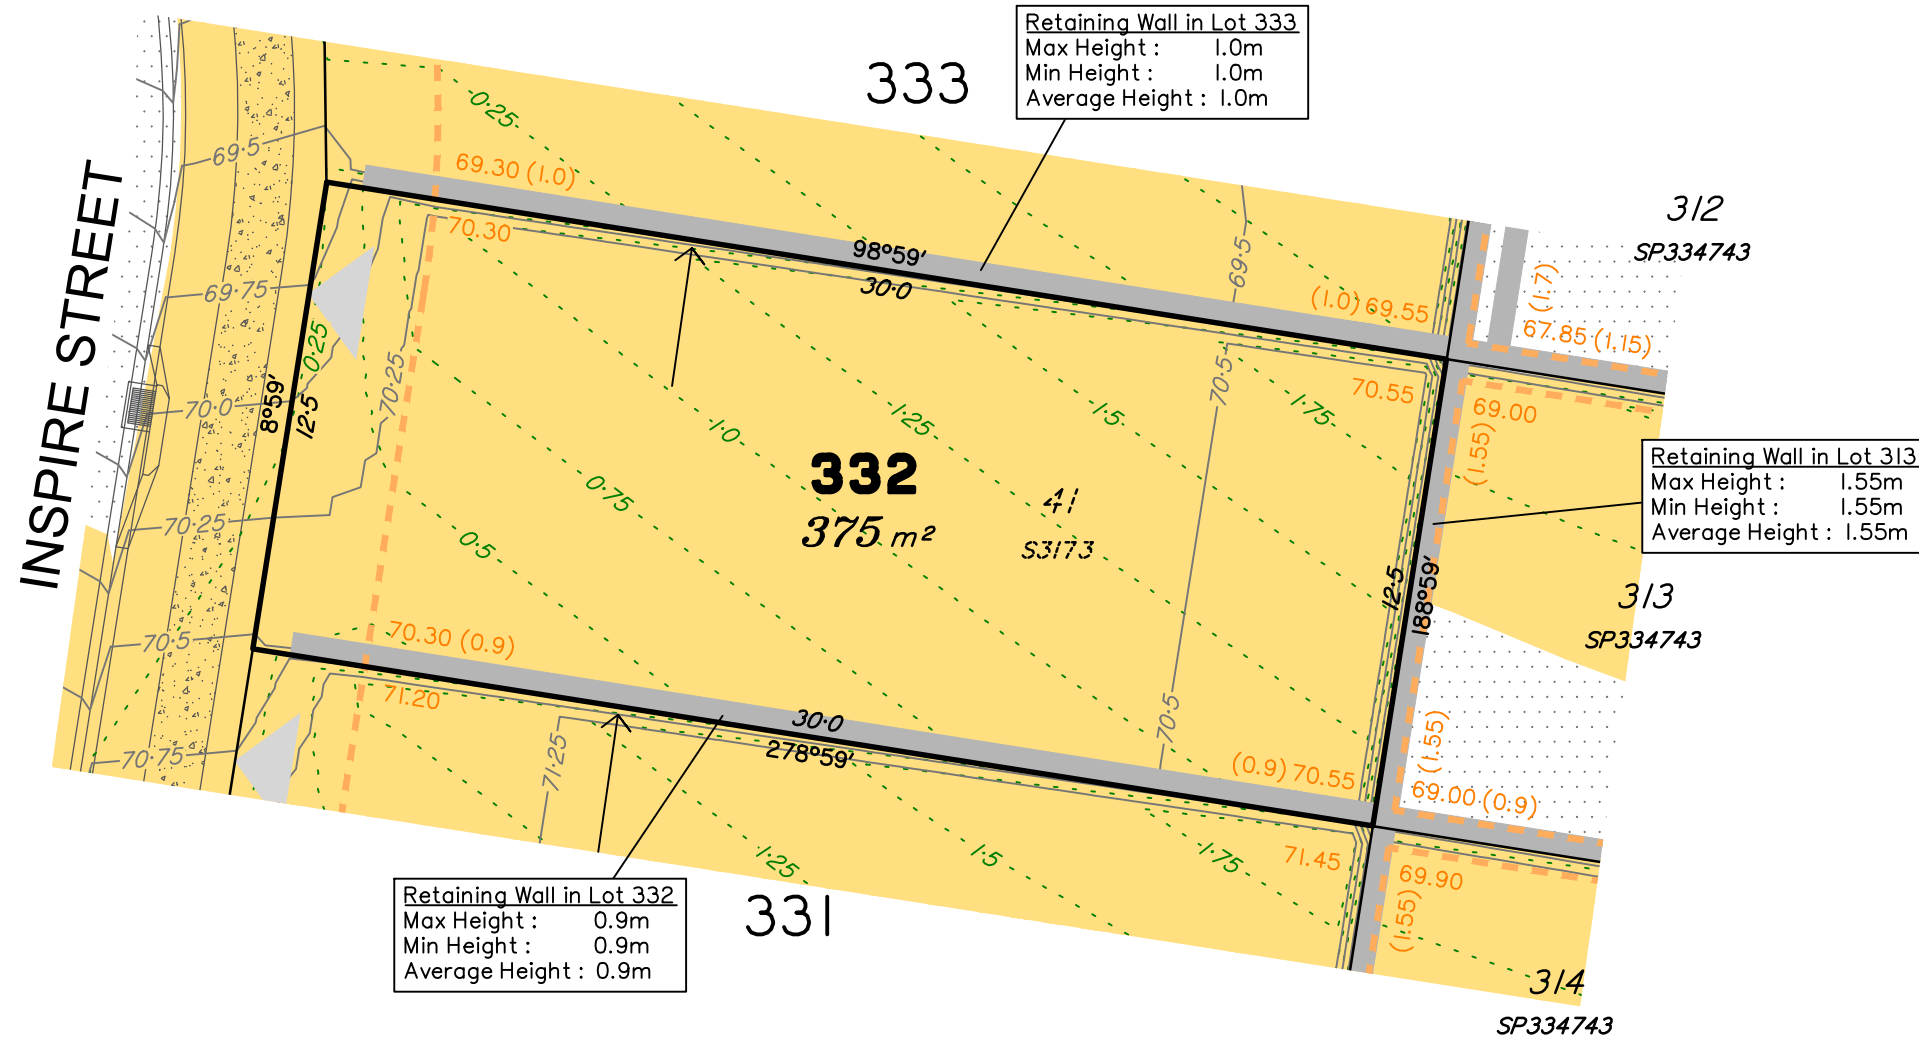 Retaining Wall in Lot 333
Max Height : 1.0m
Min Height : 1.0m
Average Height : 1.0m
333
312
SP334743
INSPIRE STREET
69·5
0·25
69.30 (1.0)
70.30
98°59'
30·0
69·5
(1.0) 69.55
(1.7)
67.85 (1.15)
69·75
0·25
70·25
70·0
8°59'
12·5
1·0
1·25
1·5
70·5
70.55
1·75
69.00
(1.55)
Retaining Wall in Lot 313
Max Height : 1.55m
Min Height : 1.55m
Average Height : 1.55m
332
375 m²
41
S3173
0·75
0·5
70·25
12·5
188°59'
313
SP334743
70·5
70.30 (0.9)
71.20
30·0
278°59'
70·5
(0.9) 70.55
(1.55)
69.00 (0.9)
70·75
71·25
1·25
1·5
1·75
71.45
69.90
(1.55)
Retaining Wall in Lot 332
Max Height : 0.9m
Min Height : 0.9m
Average Height : 0.9m
331
314
SP334743